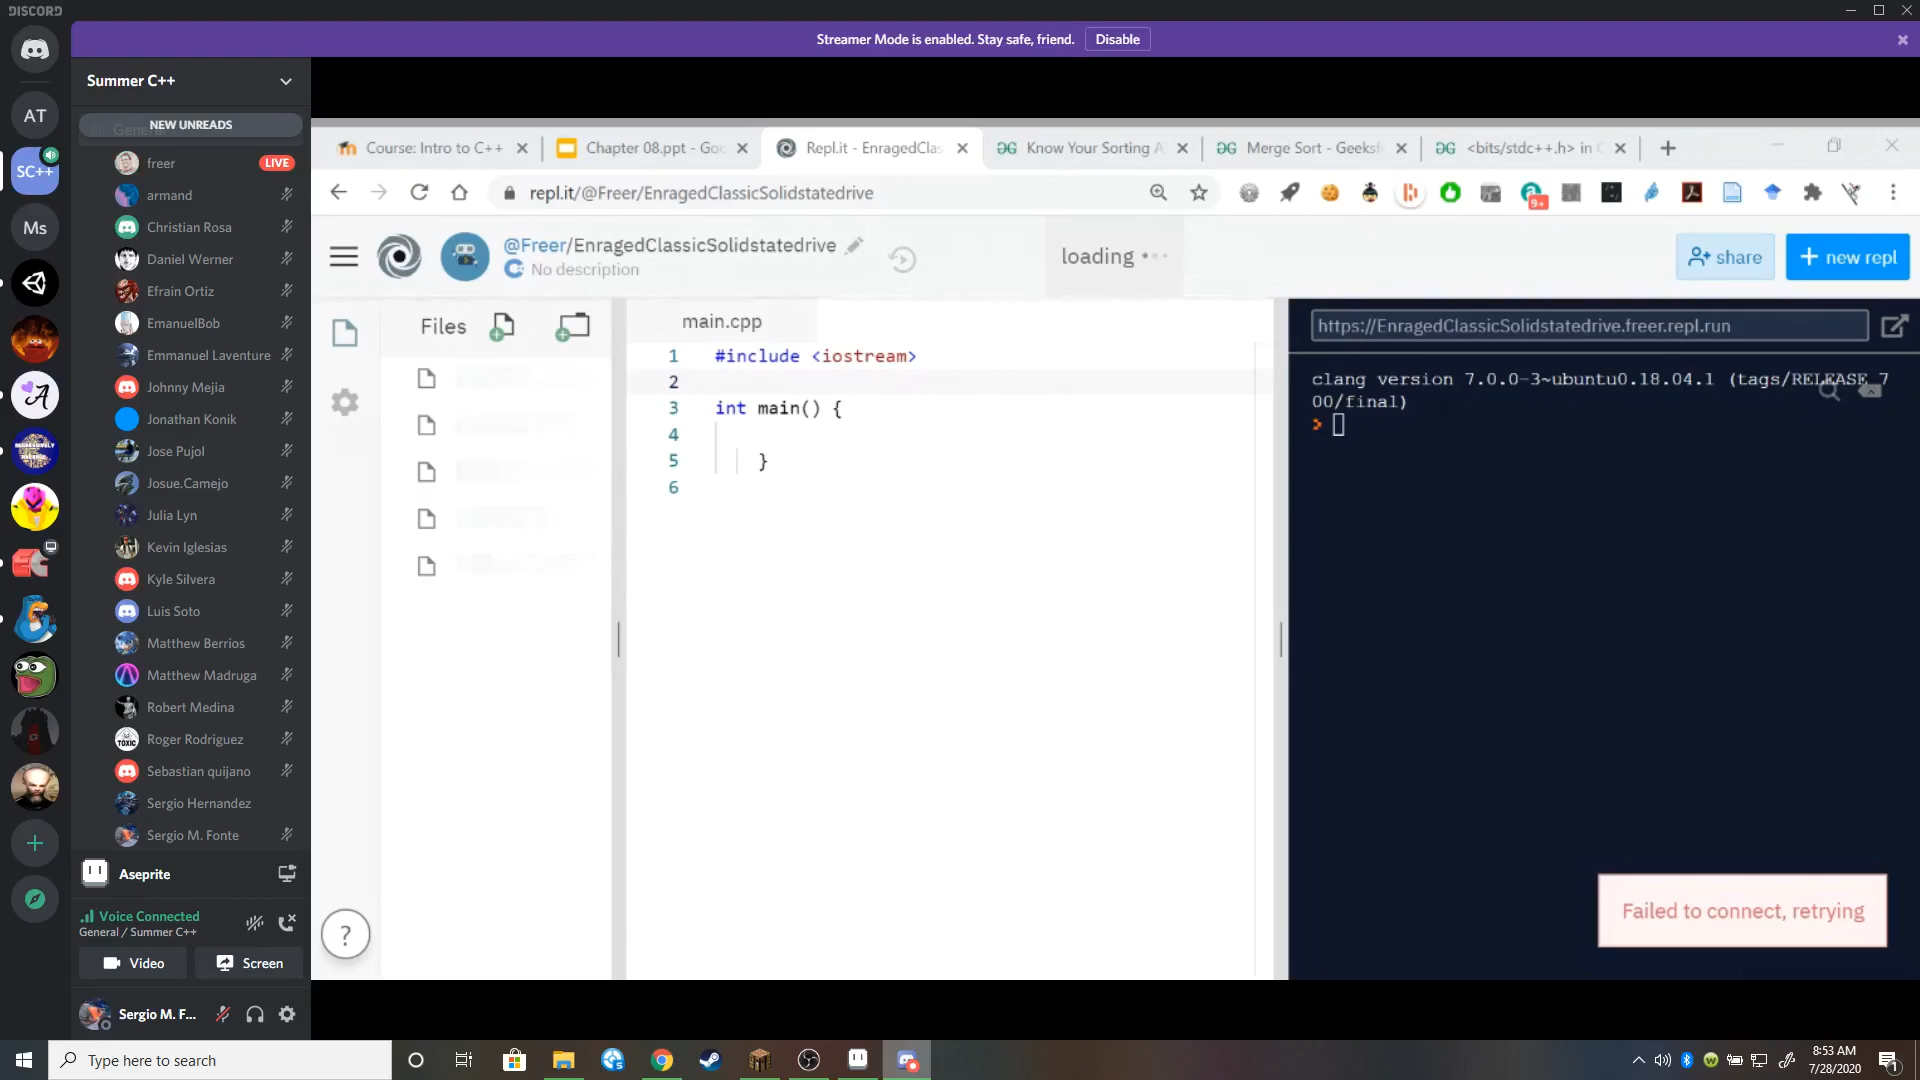 DISCORD
Streamer Mode is enabled. Stay safe, friend. Disable
Summer C++
NEW UNREADS
General
AT
SC++
Ms
freer LIVE
armand
Christian Rosa
Daniel Werner
Efrain Ortiz
EmanuelBob
Emmanuel Laventure
Johnny Mejia
Jonathan Konik
Jose Pujol
Josue.Camejo
Julia Lyn
Kevin Iglesias
Kyle Silvera
Luis Soto
Matthew Berrios
Matthew Madruga
Robert Medina
TOXIC
Roger Rodriguez
Sebastian quijano
Sergio Hernandez
Sergio M. Fonte
Aseprite
Voice Connected
General / Summer C++
Video Screen
Sergio M. F...
Course: Intro to C++ Chapter 08.ppt - Goo Repl.it - EnragedClas Know Your Sorting A Merge Sort - Geeksf <bits/stdc++.h> in C
repl.it/@Freer/EnragedClassicSolidstatedrive
9+
@Freer/EnragedClassicSolidstatedrive
No description
loading
share
+ new repl
Files
main.cpp
1 #include <iostream>
2
3 int main() {
4
5 }
6
https://EnragedClassicSolidstatedrive.freer.repl.run
clang version 7.0.0-3~ubuntu0.18.04.1 (tags/RELEASE_7
00/final)
>
Failed to connect, retrying
?
Type here to search
8:53 AM
7/28/2020
1